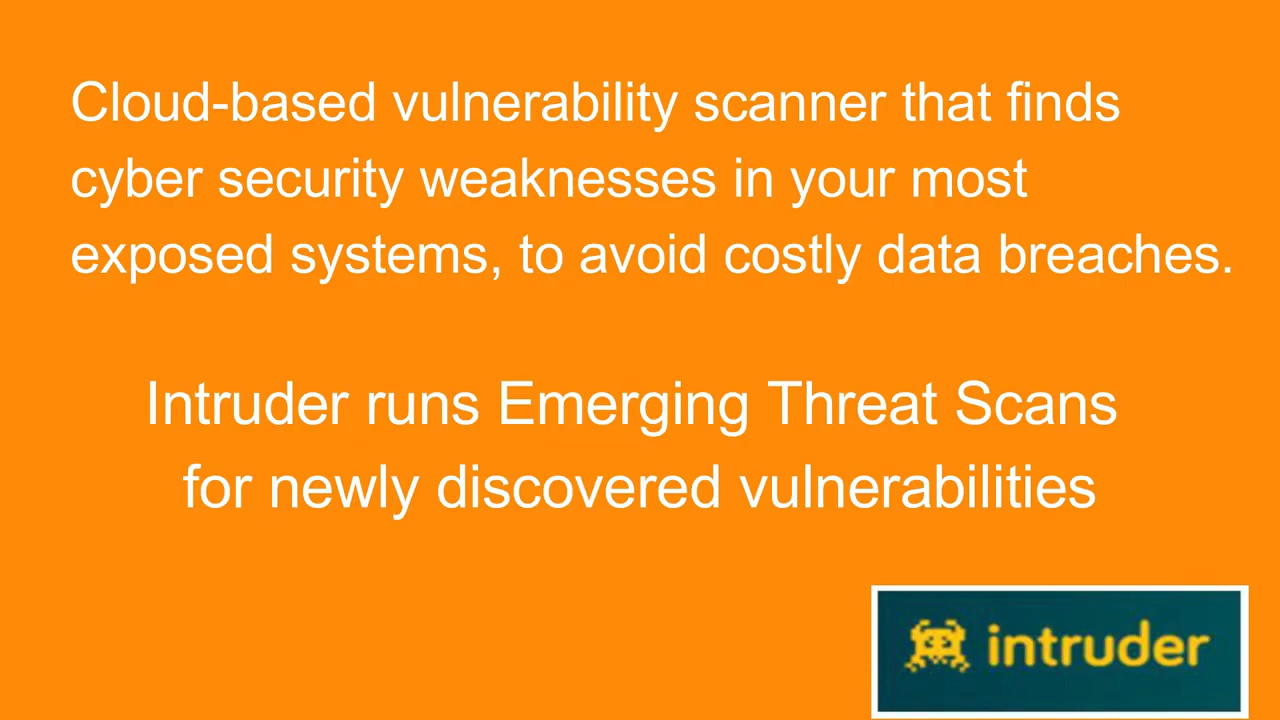 Cloud-based vulnerability scanner that finds
cyber security weaknesses in your most
exposed systems, to avoid costly data breaches.
Intruder runs Emerging Threat Scans
for newly discovered vulnerabilities
intruder